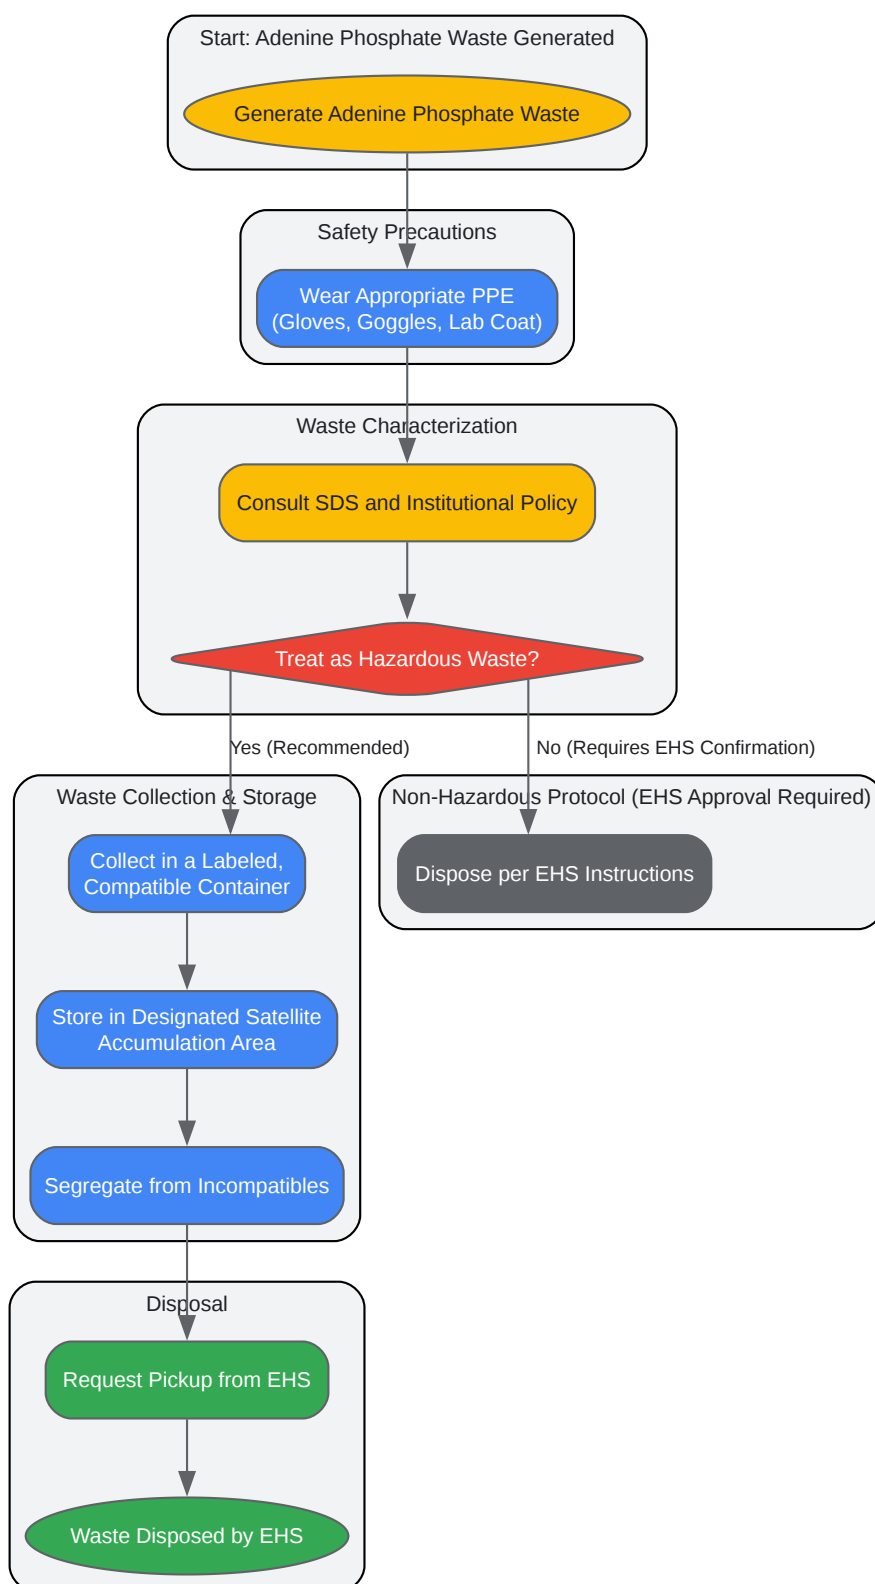 Start: Adenine Phosphate Waste Generated
Generate Adenine Phosphate Waste
Safety Precautions
Wear Appropriate PPE
(Gloves, Goggles, Lab Coat)
Waste Characterization
Consult SDS and Institutional Policy
Treat as Hazardous Waste?
Yes (Recommended)
No (Requires EHS Confirmation)
Waste Collection & Storage
Collect in a Labeled,
Compatible Container
Store in Designated Satellite
Accumulation Area
Segregate from Incompatibles
Non-Hazardous Protocol (EHS Approval Required)
Dispose per EHS Instructions
Disposal
Request Pickup from EHS
Waste Disposed by EHS